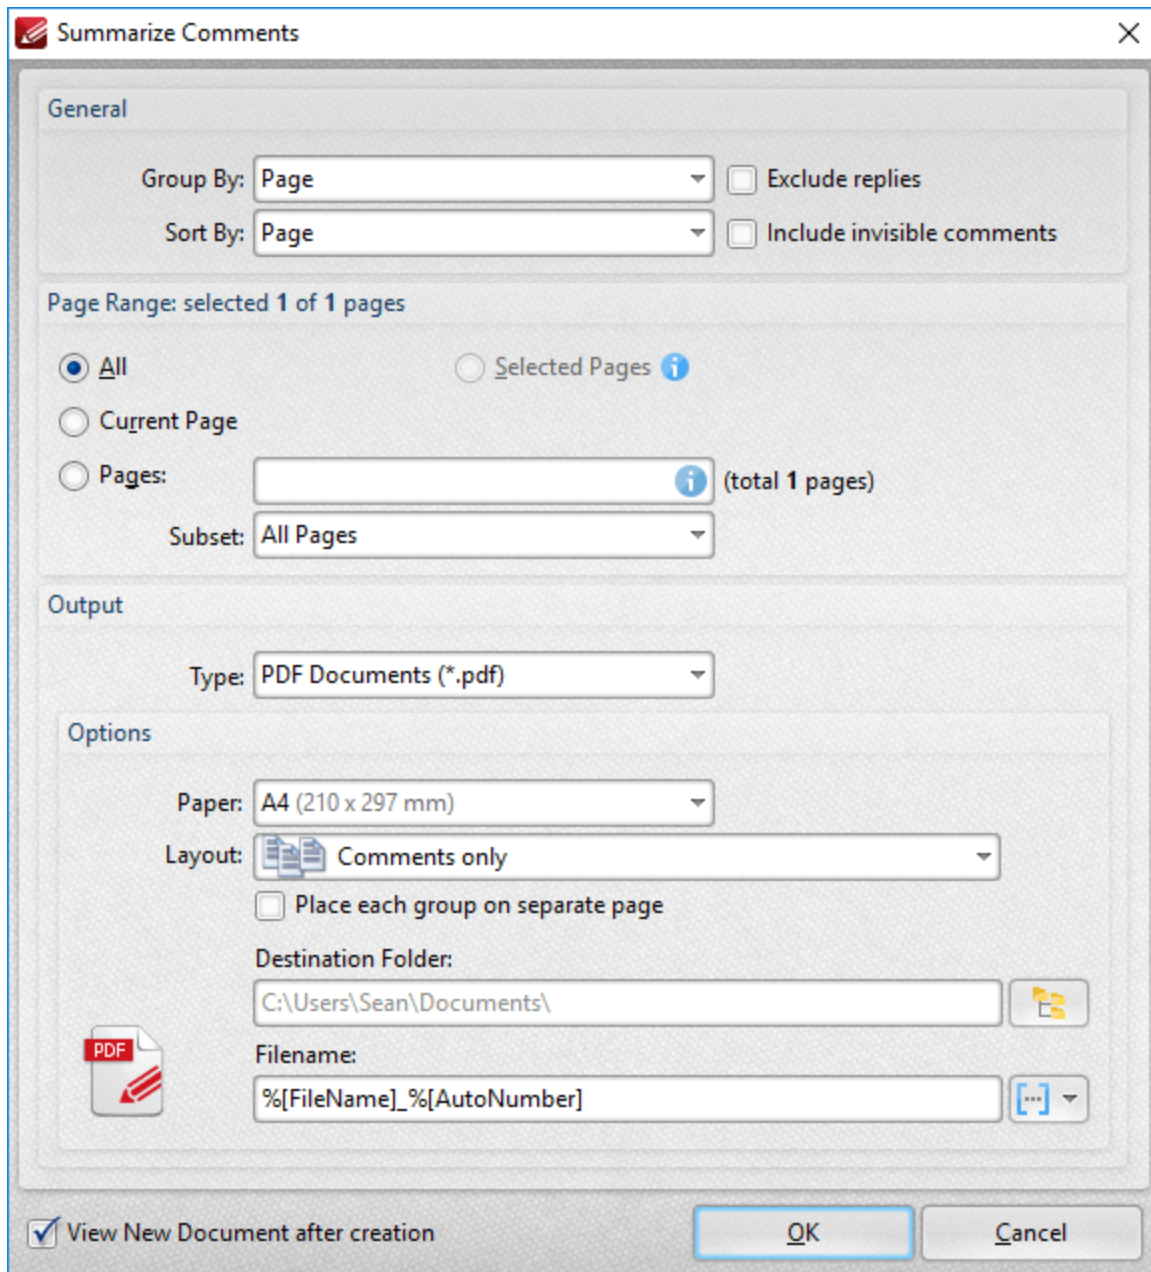 Summarize Comments
General
Group By: Page Exclude replies
Sort By: Page Include invisible comments
Page Range: selected 1 of 1 pages
All Selected Pages i
Current Page
Pages: i (total 1 pages)
Subset: All Pages
Output
Type: PDF Documents (*.pdf)
Options
Paper: A4 (210 x 297 mm)
Layout: Comments only
Place each group on separate page
Destination Folder:
C:\Users\Sean\Documents\
PDF
Filename:
%[FileName]_%[AutoNumber] [...]
View New Document after creation OK Cancel